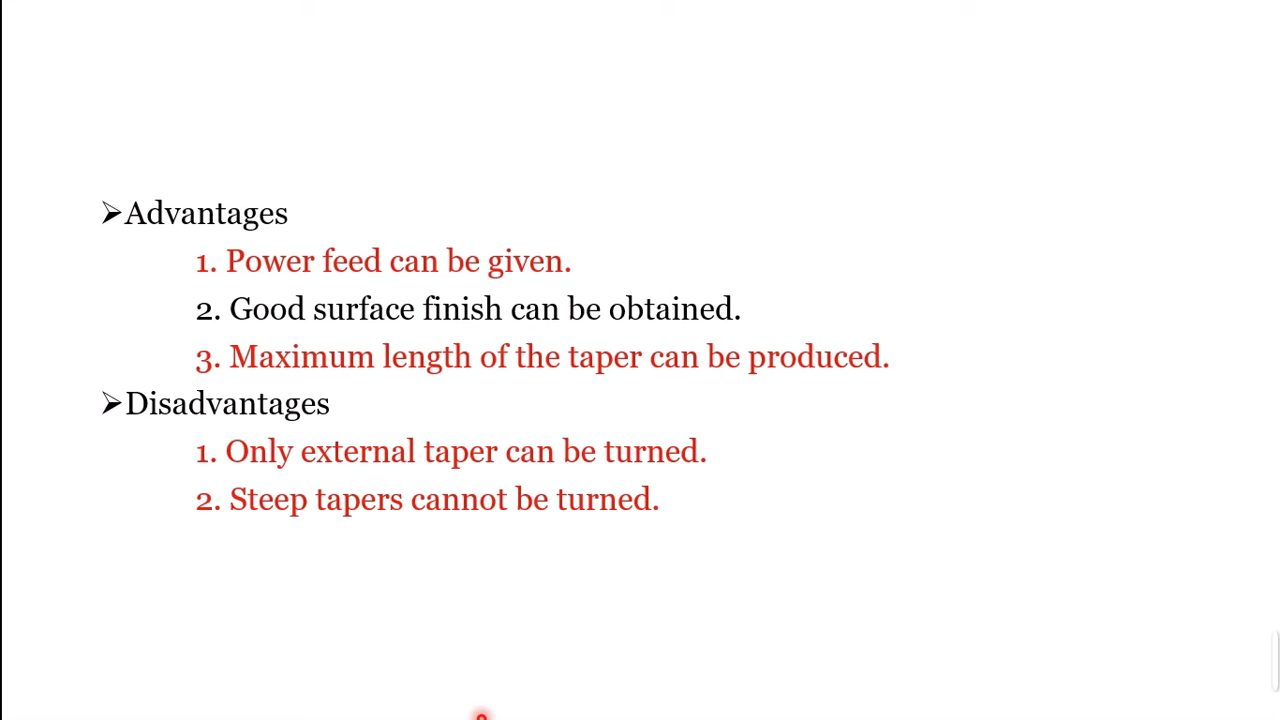 ➢Advantages
1. Power feed can be given.
2. Good surface finish can be obtained.
3. Maximum length of the taper can be produced.
➢Disadvantages
1. Only external taper can be turned.
2. Steep tapers cannot be turned.